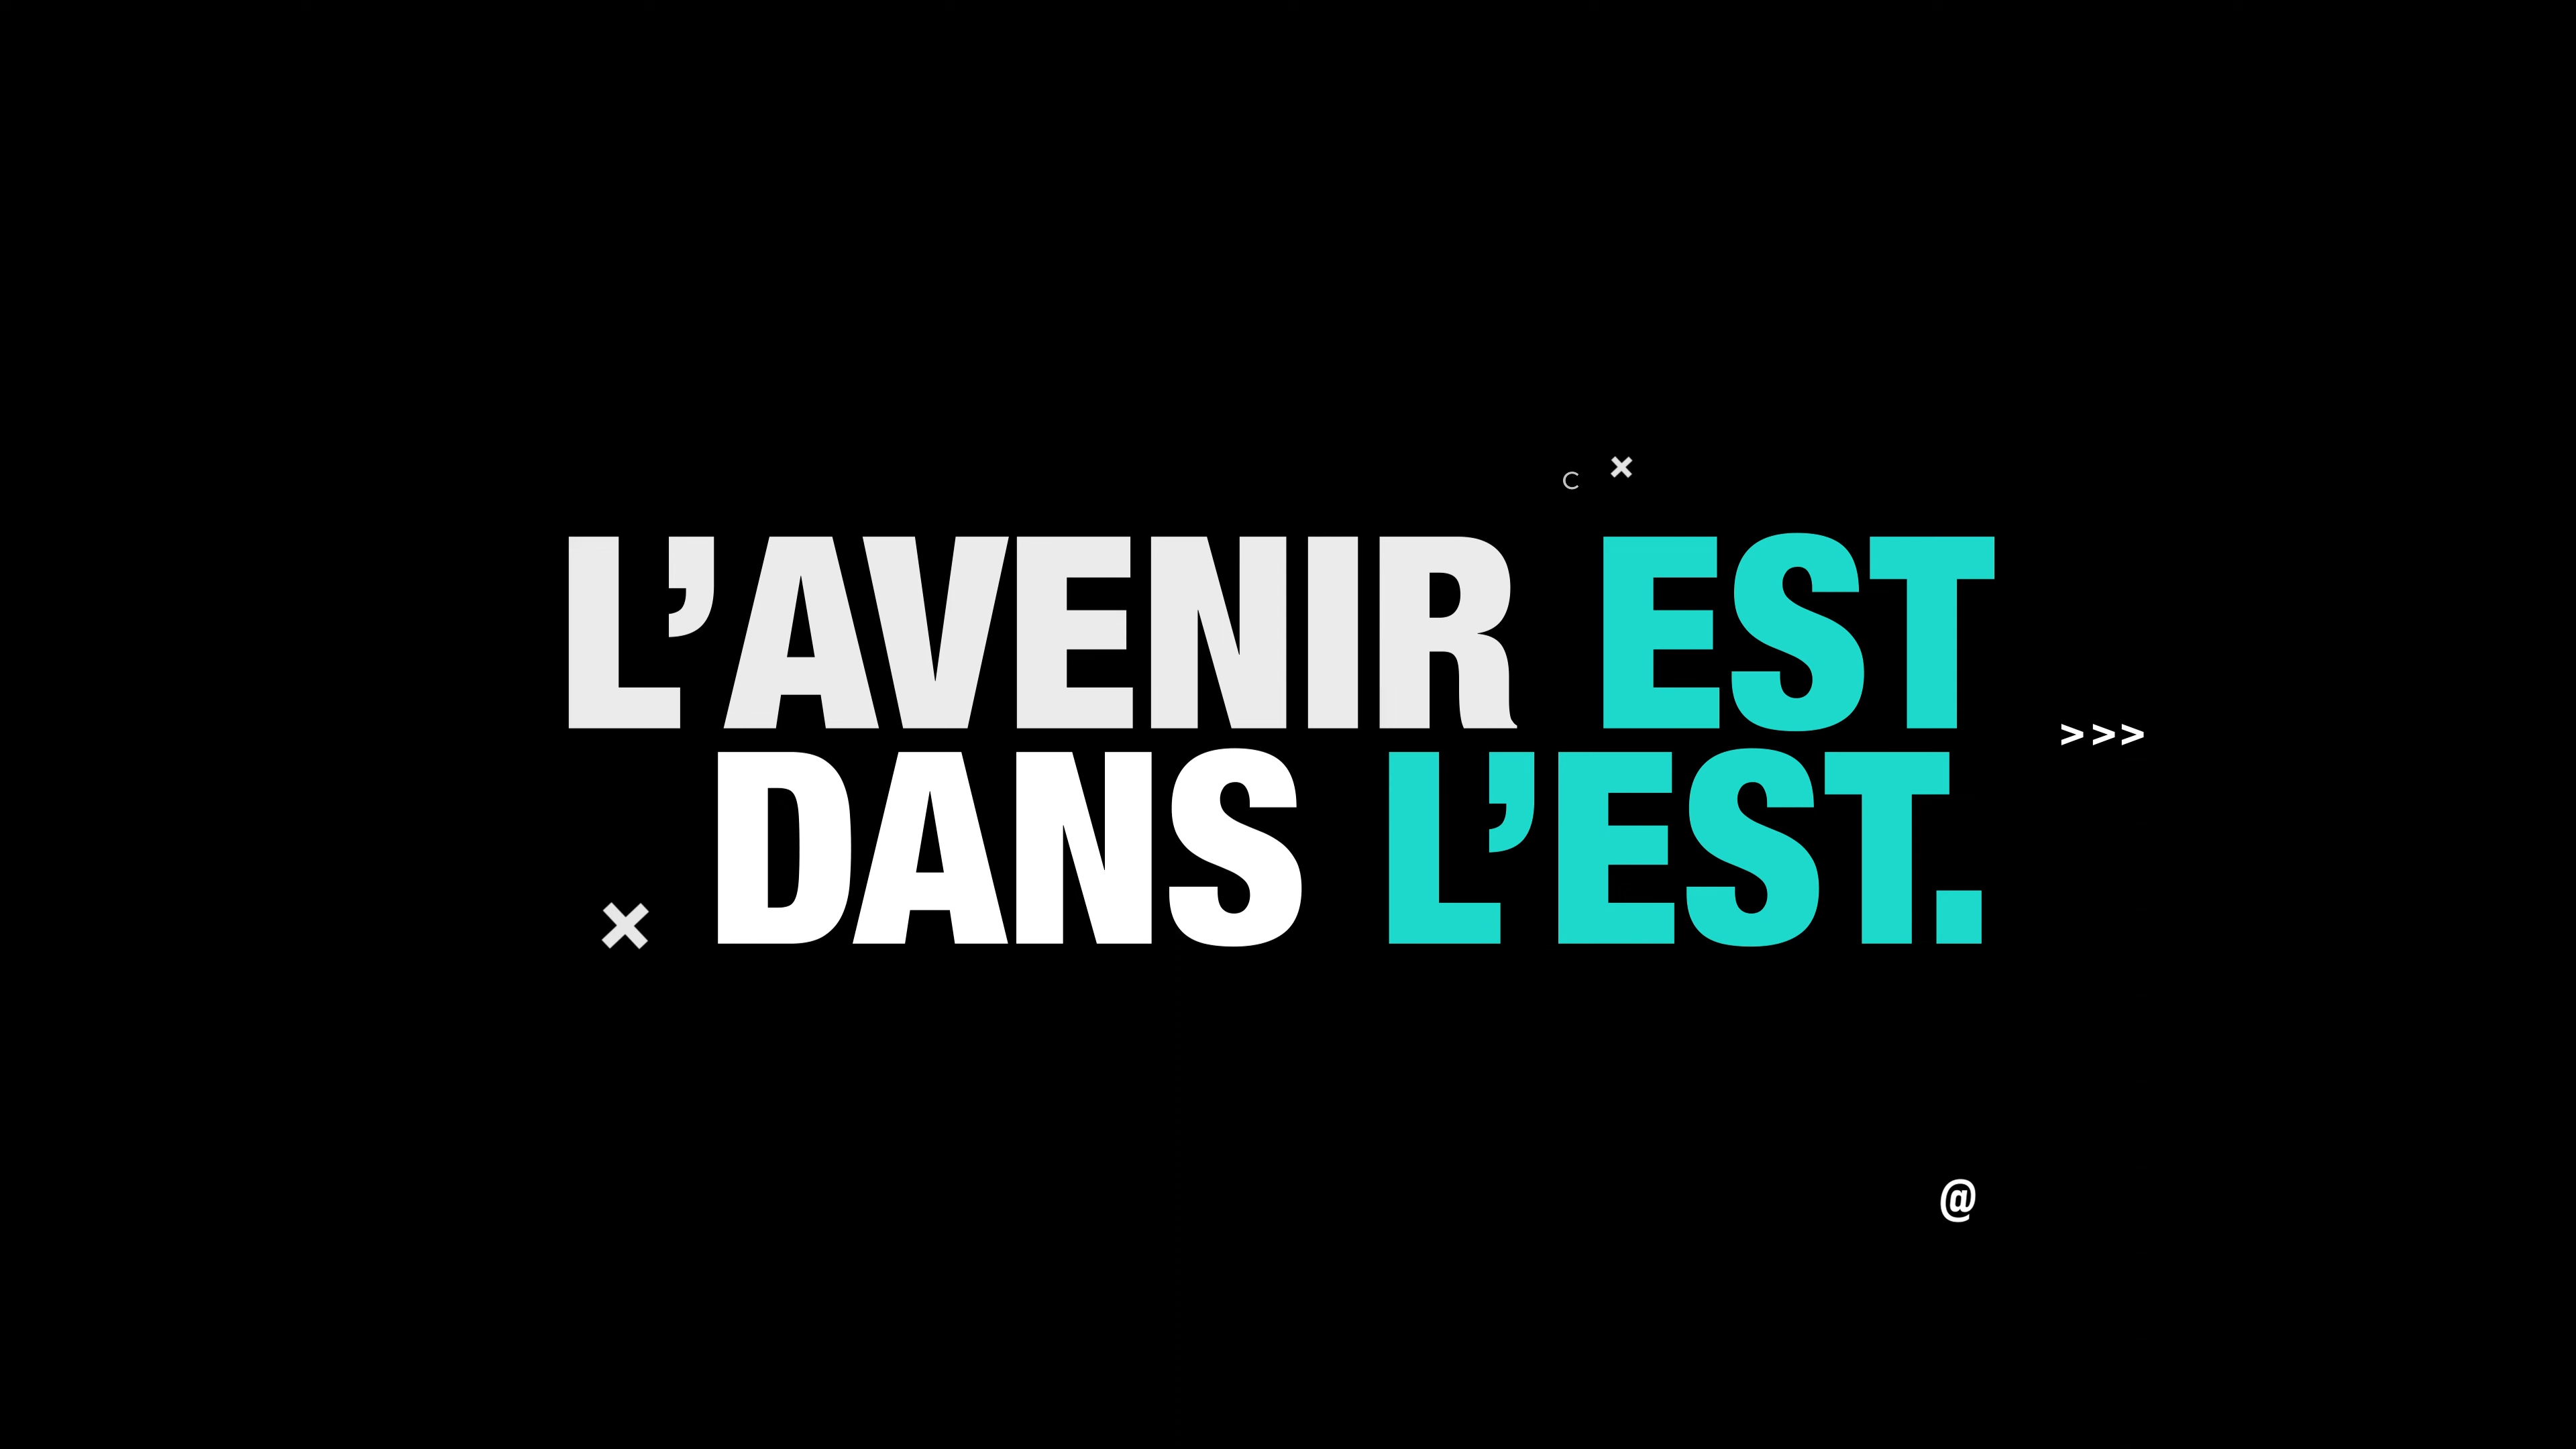 C ×
L’AVENIR EST
>>>
× DANS L’EST.
@